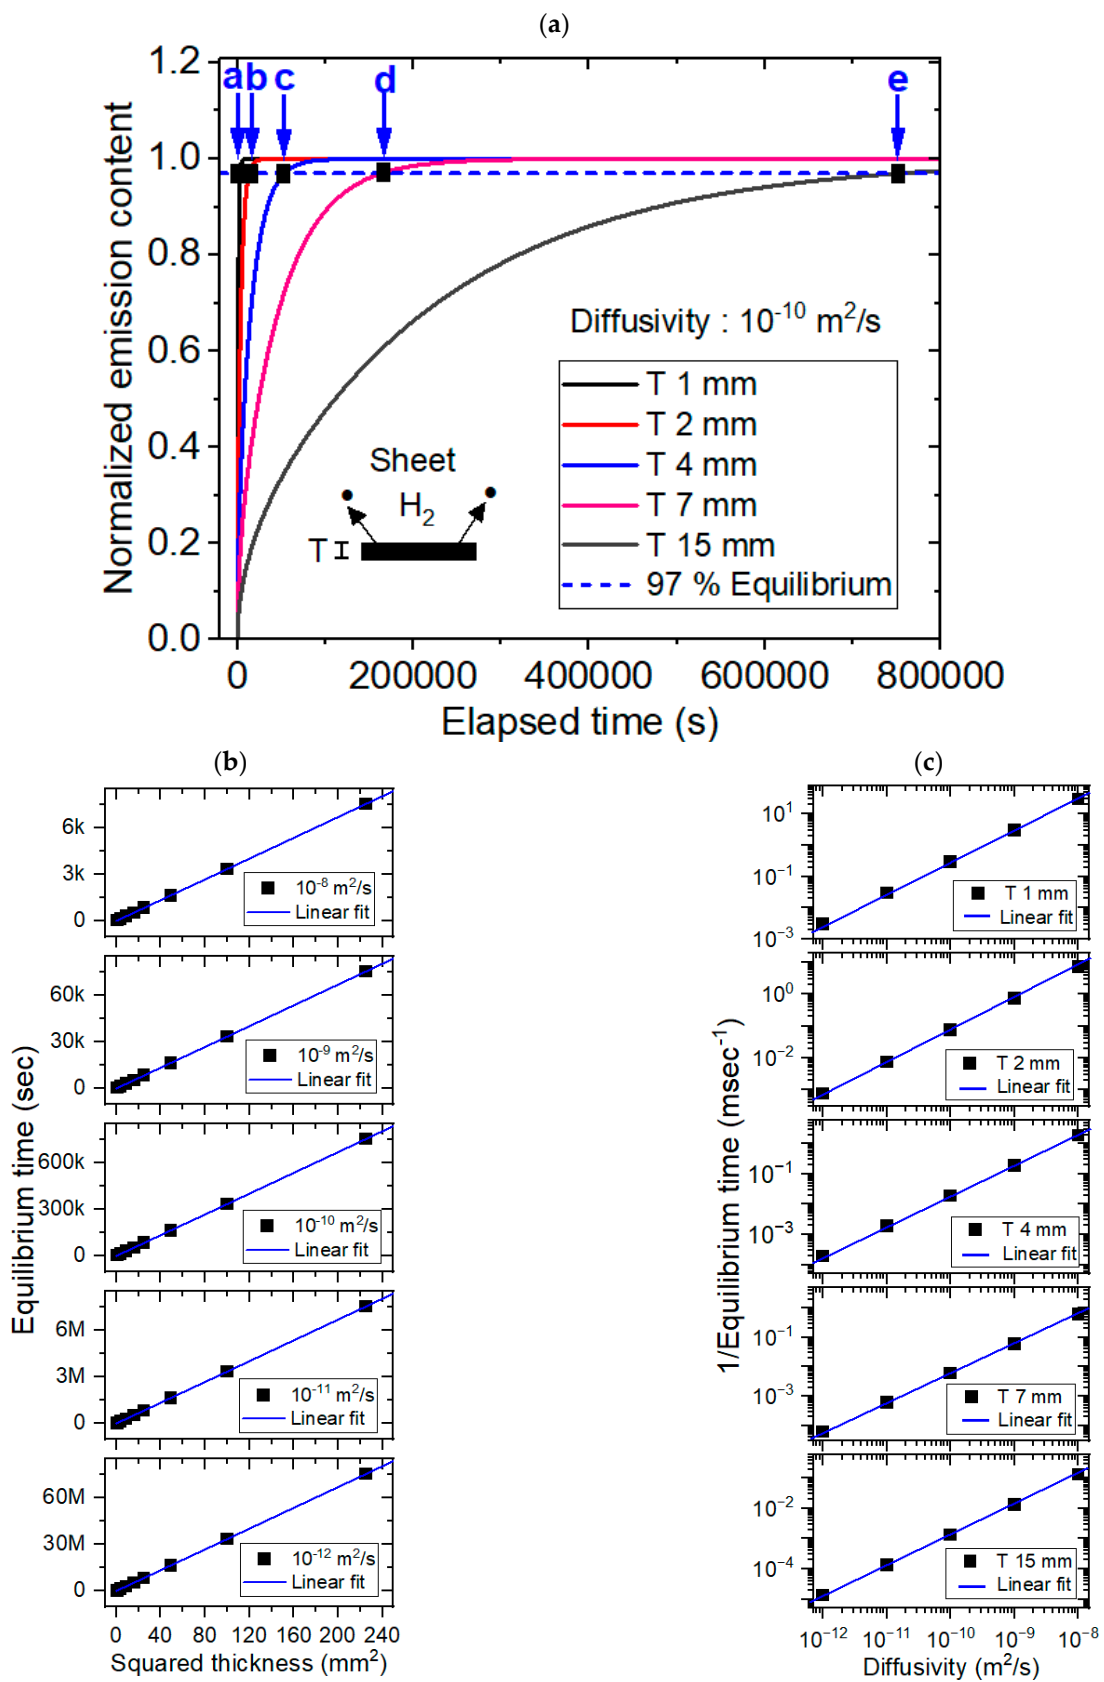 (a)
Normalized emission content
1.2
1.0
0.8
0.6
0.4
0.2
0.0
a b c d e
Diffusivity : 10⁻¹⁰ m²/s
T 1 mm
T 2 mm
T 4 mm
T 7 mm
T 15 mm
97 % Equilibrium
Sheet
H₂
T
0 200000 400000 600000 800000
Elapsed time (s)
(b)
Equilibrium time (sec)
6k
3k
0
10⁻⁸ m²/s
Linear fit
60k
30k
0
10⁻⁹ m²/s
Linear fit
600k
300k
0
10⁻¹⁰ m²/s
Linear fit
6M
3M
0
10⁻¹¹ m²/s
Linear fit
60M
30M
0
10⁻¹² m²/s
Linear fit
0 40 80 120 160 200 240
Squared thickness (mm²)
(c)
1/Equilibrium time (msec⁻¹)
10¹
10⁻¹
10⁻³
T 1 mm
Linear fit
10⁰
10⁻²
T 2 mm
Linear fit
10⁻¹
10⁻³
T 4 mm
Linear fit
10⁻¹
10⁻³
T 7 mm
Linear fit
10⁻²
10⁻⁴
T 15 mm
Linear fit
10⁻¹² 10⁻¹¹ 10⁻¹⁰ 10⁻⁹ 10⁻⁸
Diffusivity (m²/s)